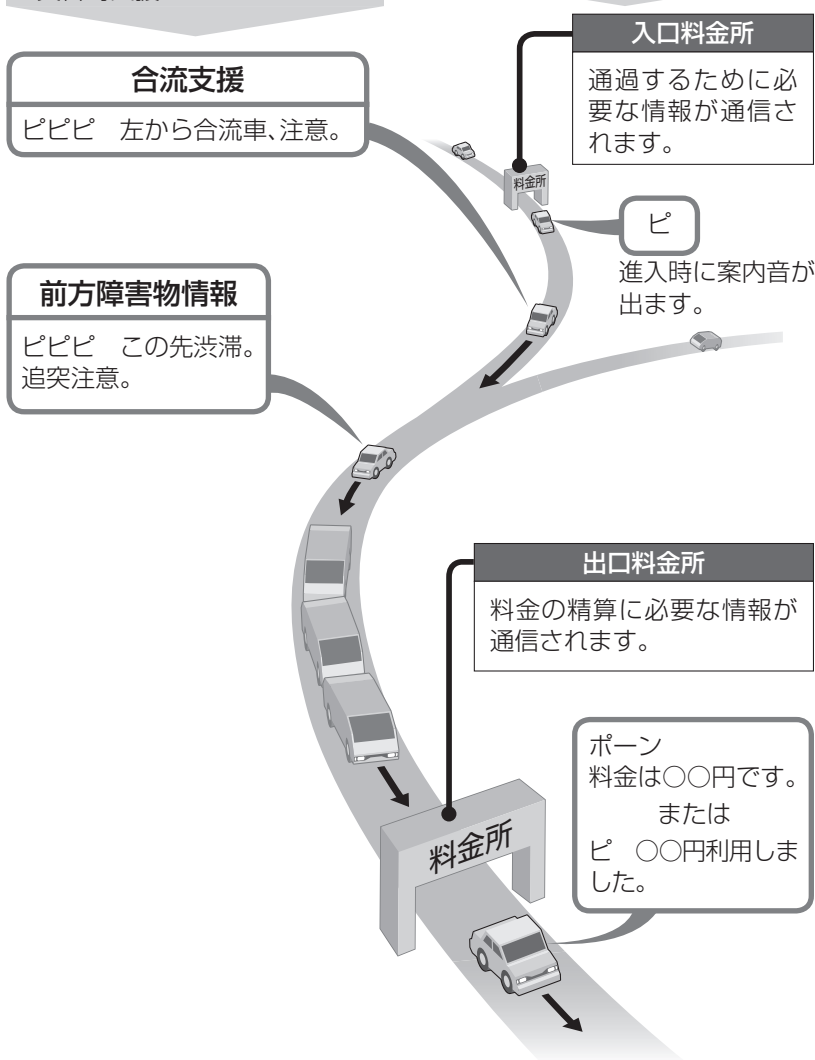 入口料金所
通過するために必
要な情報が通信さ
れます。
合流支援
ピピピ　左から合流車、注意。
料金所
ピ
進入時に案内音が
出ます。
前方障害物情報
ピピピ　この先渋滞。
追突注意。
出口料金所
料金の精算に必要な情報が
通信されます。
ポーン
料金は○○円です。
または
ピ　○○円利用しま
した。
料金所